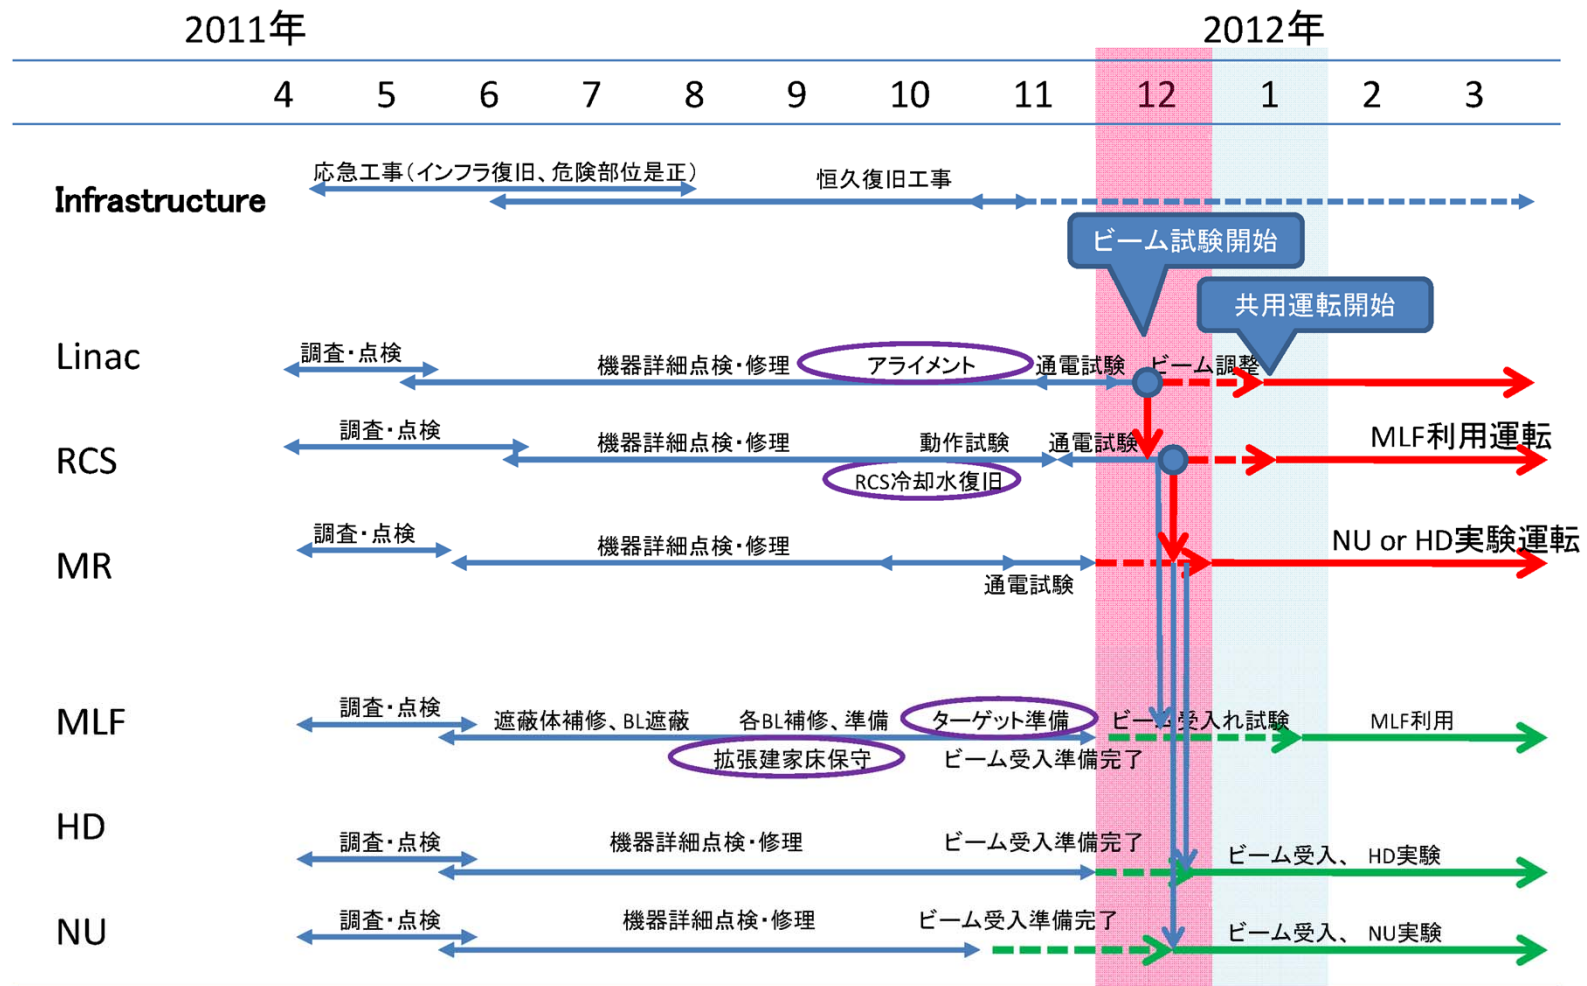 2011年 2012年
4 5 6 7 8 9 10 11 12 1 2 3
応急工事(インフラ復旧、危険部位是正)
恒久復旧工事
Infrastructure
ビーム試験開始
共用運転開始
Linac
調査・点検
機器詳細点検・修理
アライメント
通電試験
ビーム調整
RCS
調査・点検
機器詳細点検・修理
動作試験
通電試験
MLF利用運転
RCS冷却水復旧
MR
調査・点検
機器詳細点検・修理
通電試験
NU or HD実験運転
MLF
調査・点検
遮蔽体補修、BL遮蔽
各BL補修、準備
ターゲット準備
ビーム受入れ試験
MLF利用
拡張建家床保守
ビーム受入準備完了
HD
調査・点検
機器詳細点検・修理
ビーム受入準備完了
ビーム受入、 HD実験
NU
調査・点検
機器詳細点検・修理
ビーム受入準備完了
ビーム受入、 NU実験